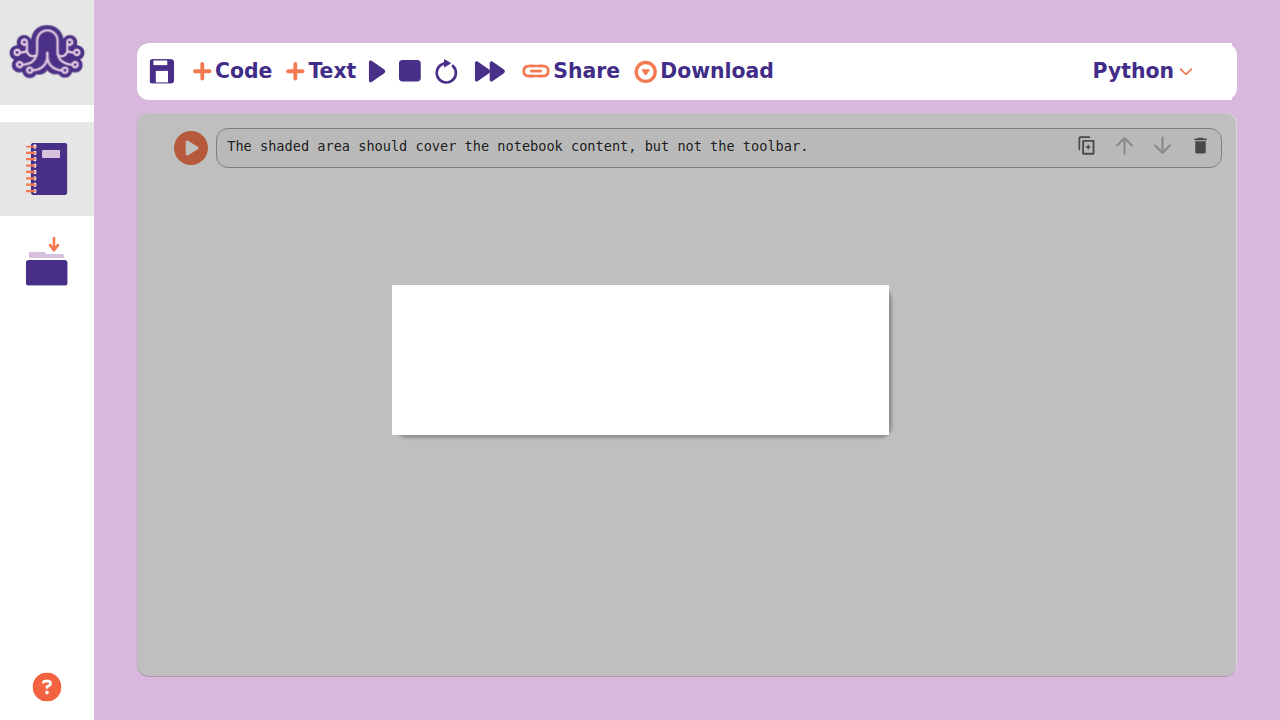 Code Text Share Download Python
The shaded area should cover the notebook content, but not the toolbar.
?